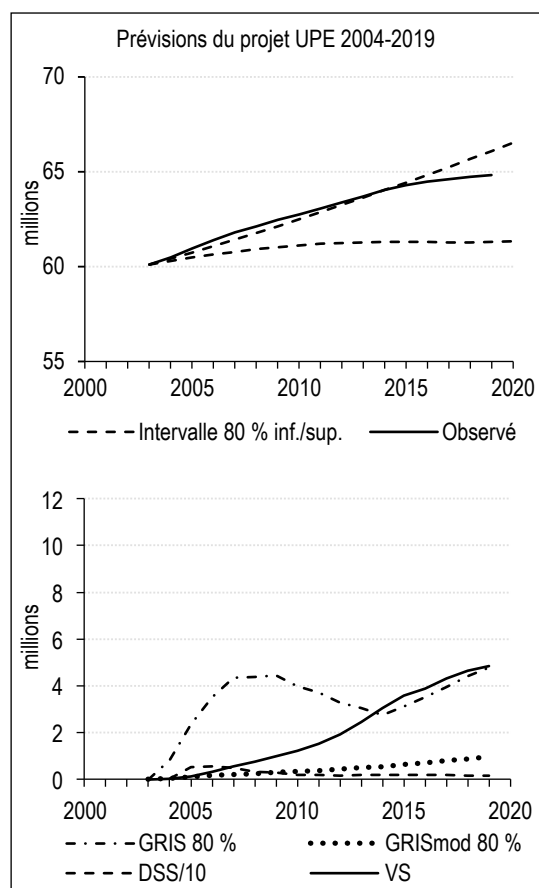 Prévisions du projet UPE 2004-2019
70
65
60
55
millions
2000 2005 2010 2015 2020
Intervalle 80 % inf./sup. Observé
12
10
8
6
4
2
0
millions
2000 2005 2010 2015 2020
GRIS 80 % GRISmod 80 %
DSS/10 VS